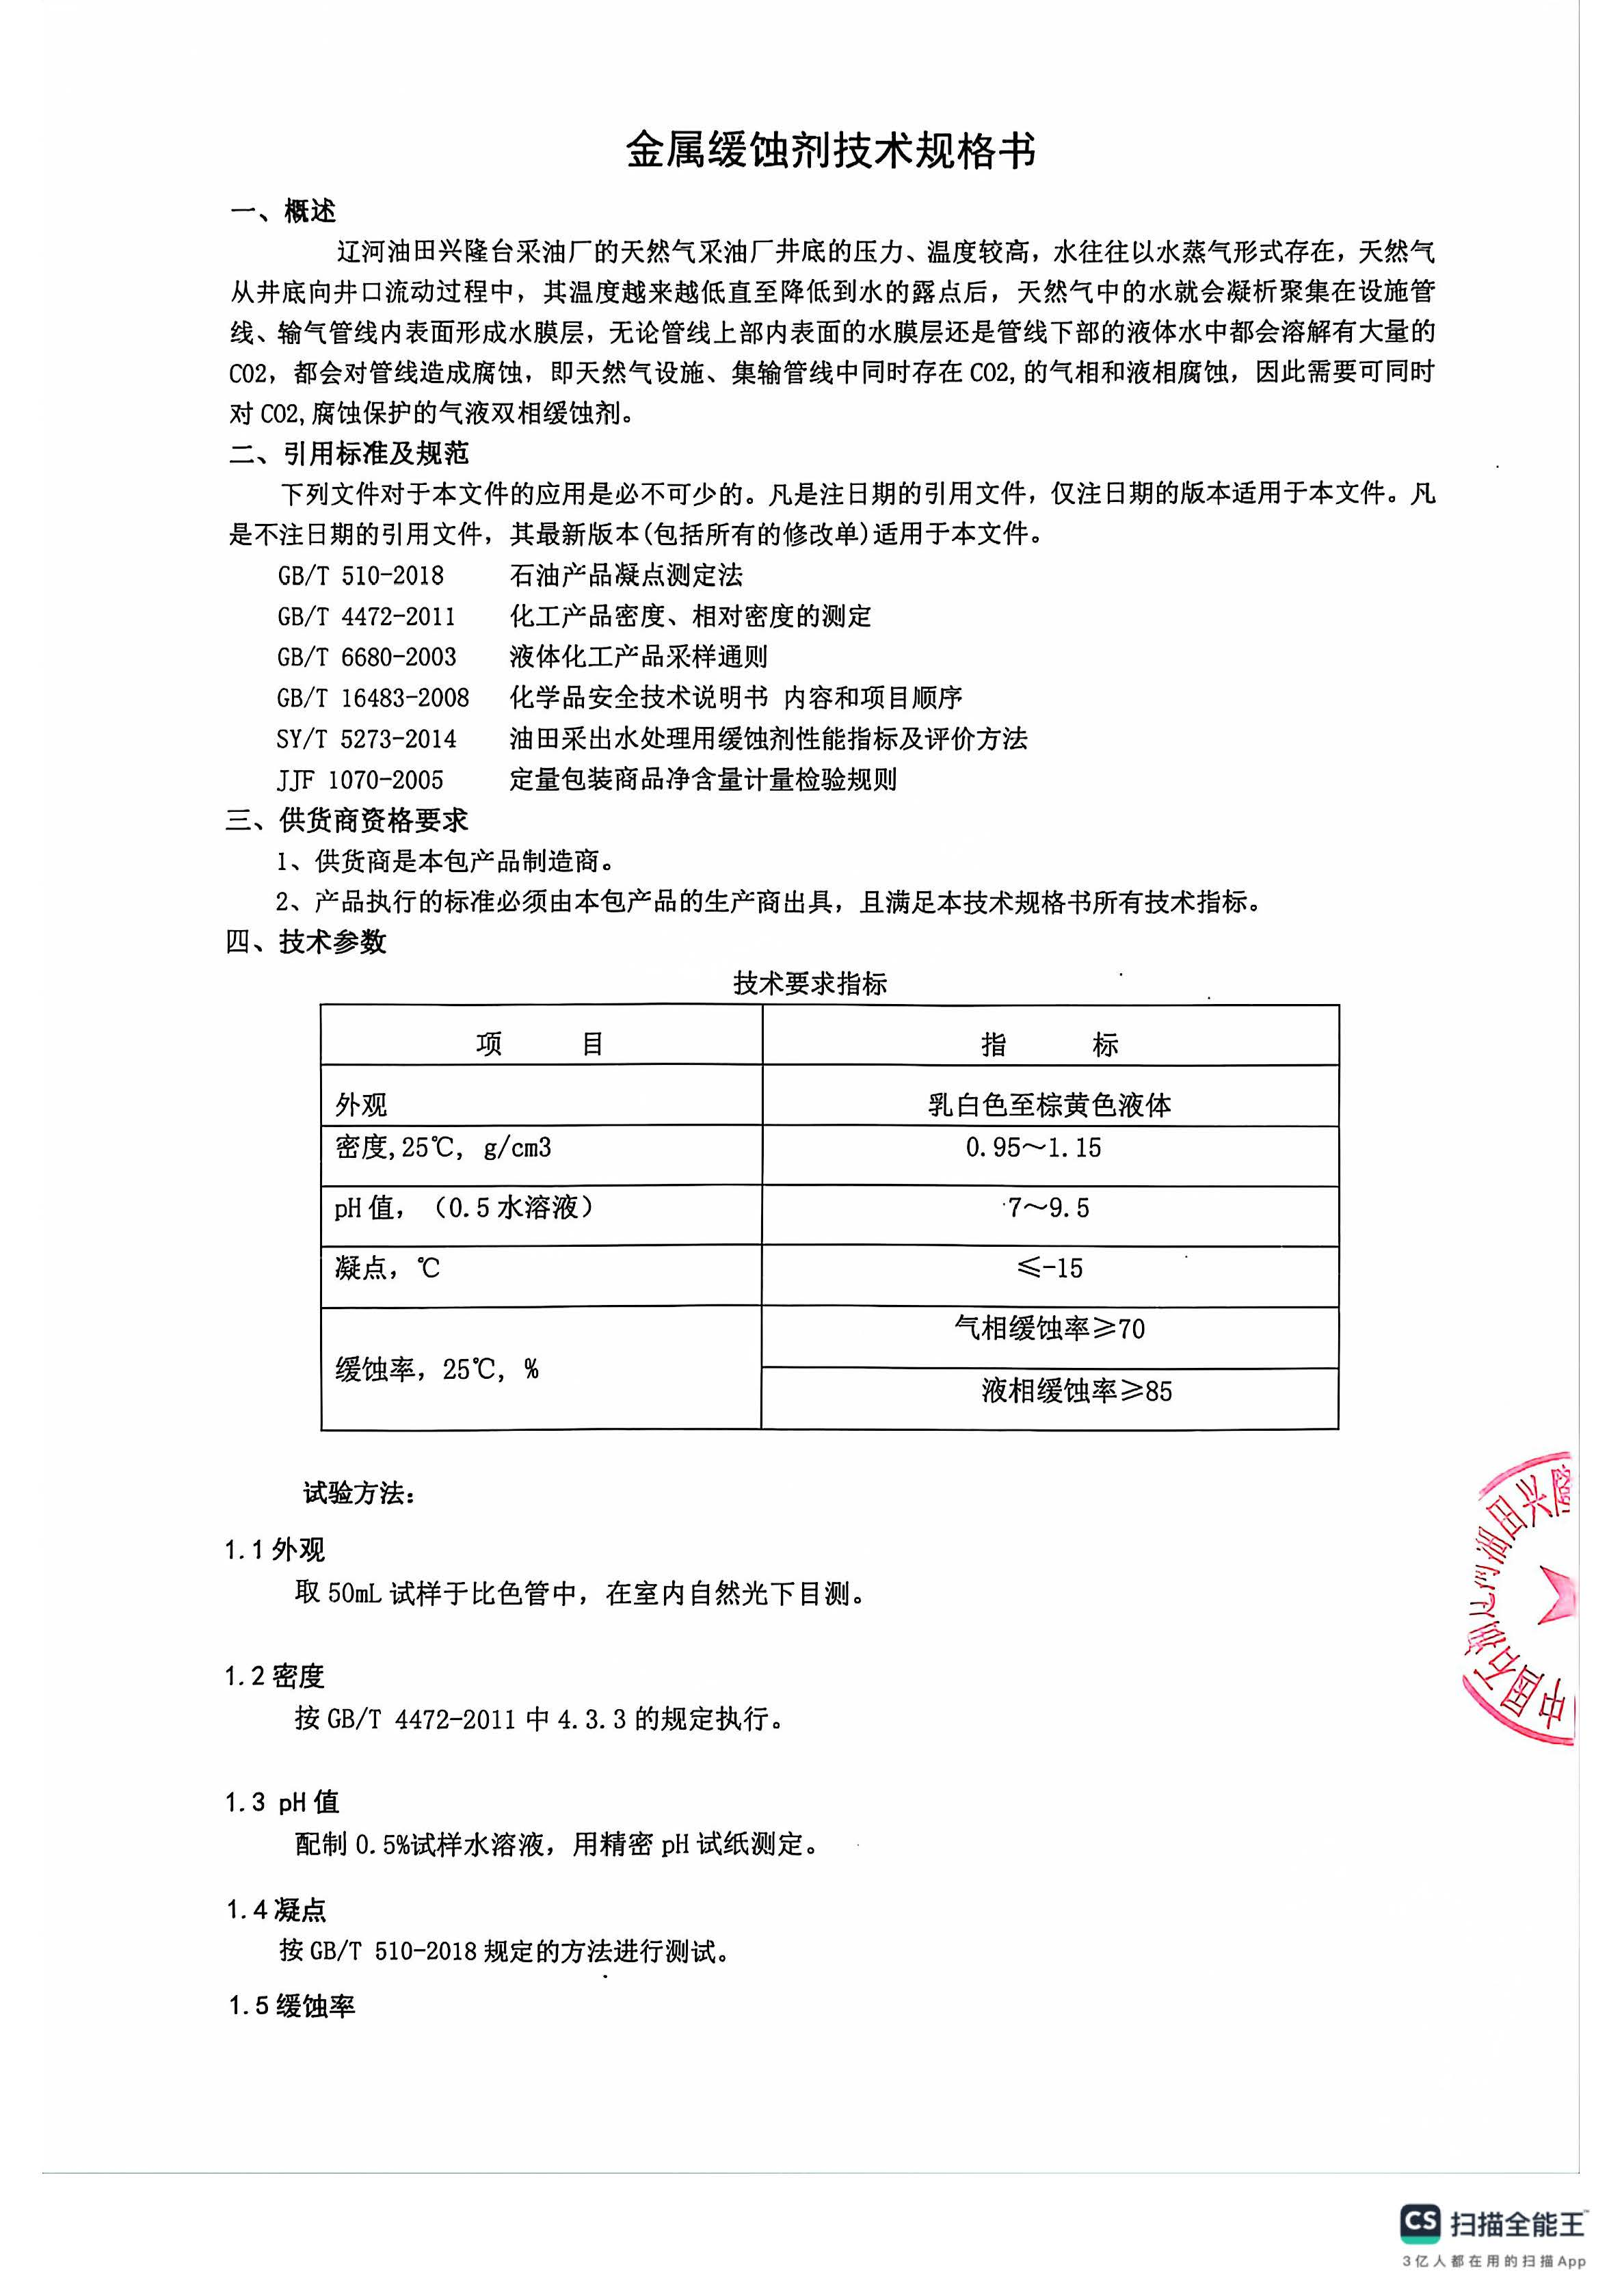 金属缓蚀剂技术规格书
一、概述
辽河油田兴隆台采油厂的天然气采油厂井底的压力、温度较高，水往往以水蒸气形式存在，天然气
从井底向井口流动过程中，其温度越来越低直至降低到水的露点后，天然气中的水就会凝析聚集在设施管
线、输气管线内表面形成水膜层，无论管线上部内表面的水膜层还是管线下部的液体水中都会溶解有大量的
CO2，都会对管线造成腐蚀，即天然气设施、集输管线中同时存在CO2,的气相和液相腐蚀，因此需要可同时
对CO2,腐蚀保护的气液双相缓蚀剂。
二、引用标准及规范
下列文件对于本文件的应用是必不可少的。凡是注日期的引用文件，仅注日期的版本适用于本文件。凡
是不注日期的引用文件，其最新版本(包括所有的修改单)适用于本文件。
GB/T 510-2018 石油产品凝点测定法
GB/T 4472-2011 化工产品密度、相对密度的测定
GB/T 6680-2003 液体化工产品采样通则
GB/T 16483-2008 化学品安全技术说明书 内容和项目顺序
SY/T 5273-2014 油田采出水处理用缓蚀剂性能指标及评价方法
JJF 1070-2005 定量包装商品净含量计量检验规则
三、供货商资格要求
1、供货商是本包产品制造商。
2、产品执行的标准必须由本包产品的生产商出具，且满足本技术规格书所有技术指标。
四、技术参数
技术要求指标
项 目 指 标
外观 乳白色至棕黄色液体
密度,25℃，g/cm3 0.95～1.15
pH值，（0.5水溶液） 7～9.5
凝点，℃ ≤-15
缓蚀率，25℃，% 气相缓蚀率≥70
液相缓蚀率≥85
试验方法：
1.1外观
取50mL试样于比色管中，在室内自然光下目测。
1.2密度
按GB/T 4472-2011中4.3.3的规定执行。
1.3 pH值
配制0.5%试样水溶液，用精密pH试纸测定。
1.4凝点
按GB/T 510-2018规定的方法进行测试。
1.5缓蚀率
中国石油辽河油田兴隆
CS 扫描全能王™
3亿人都在用的扫描App